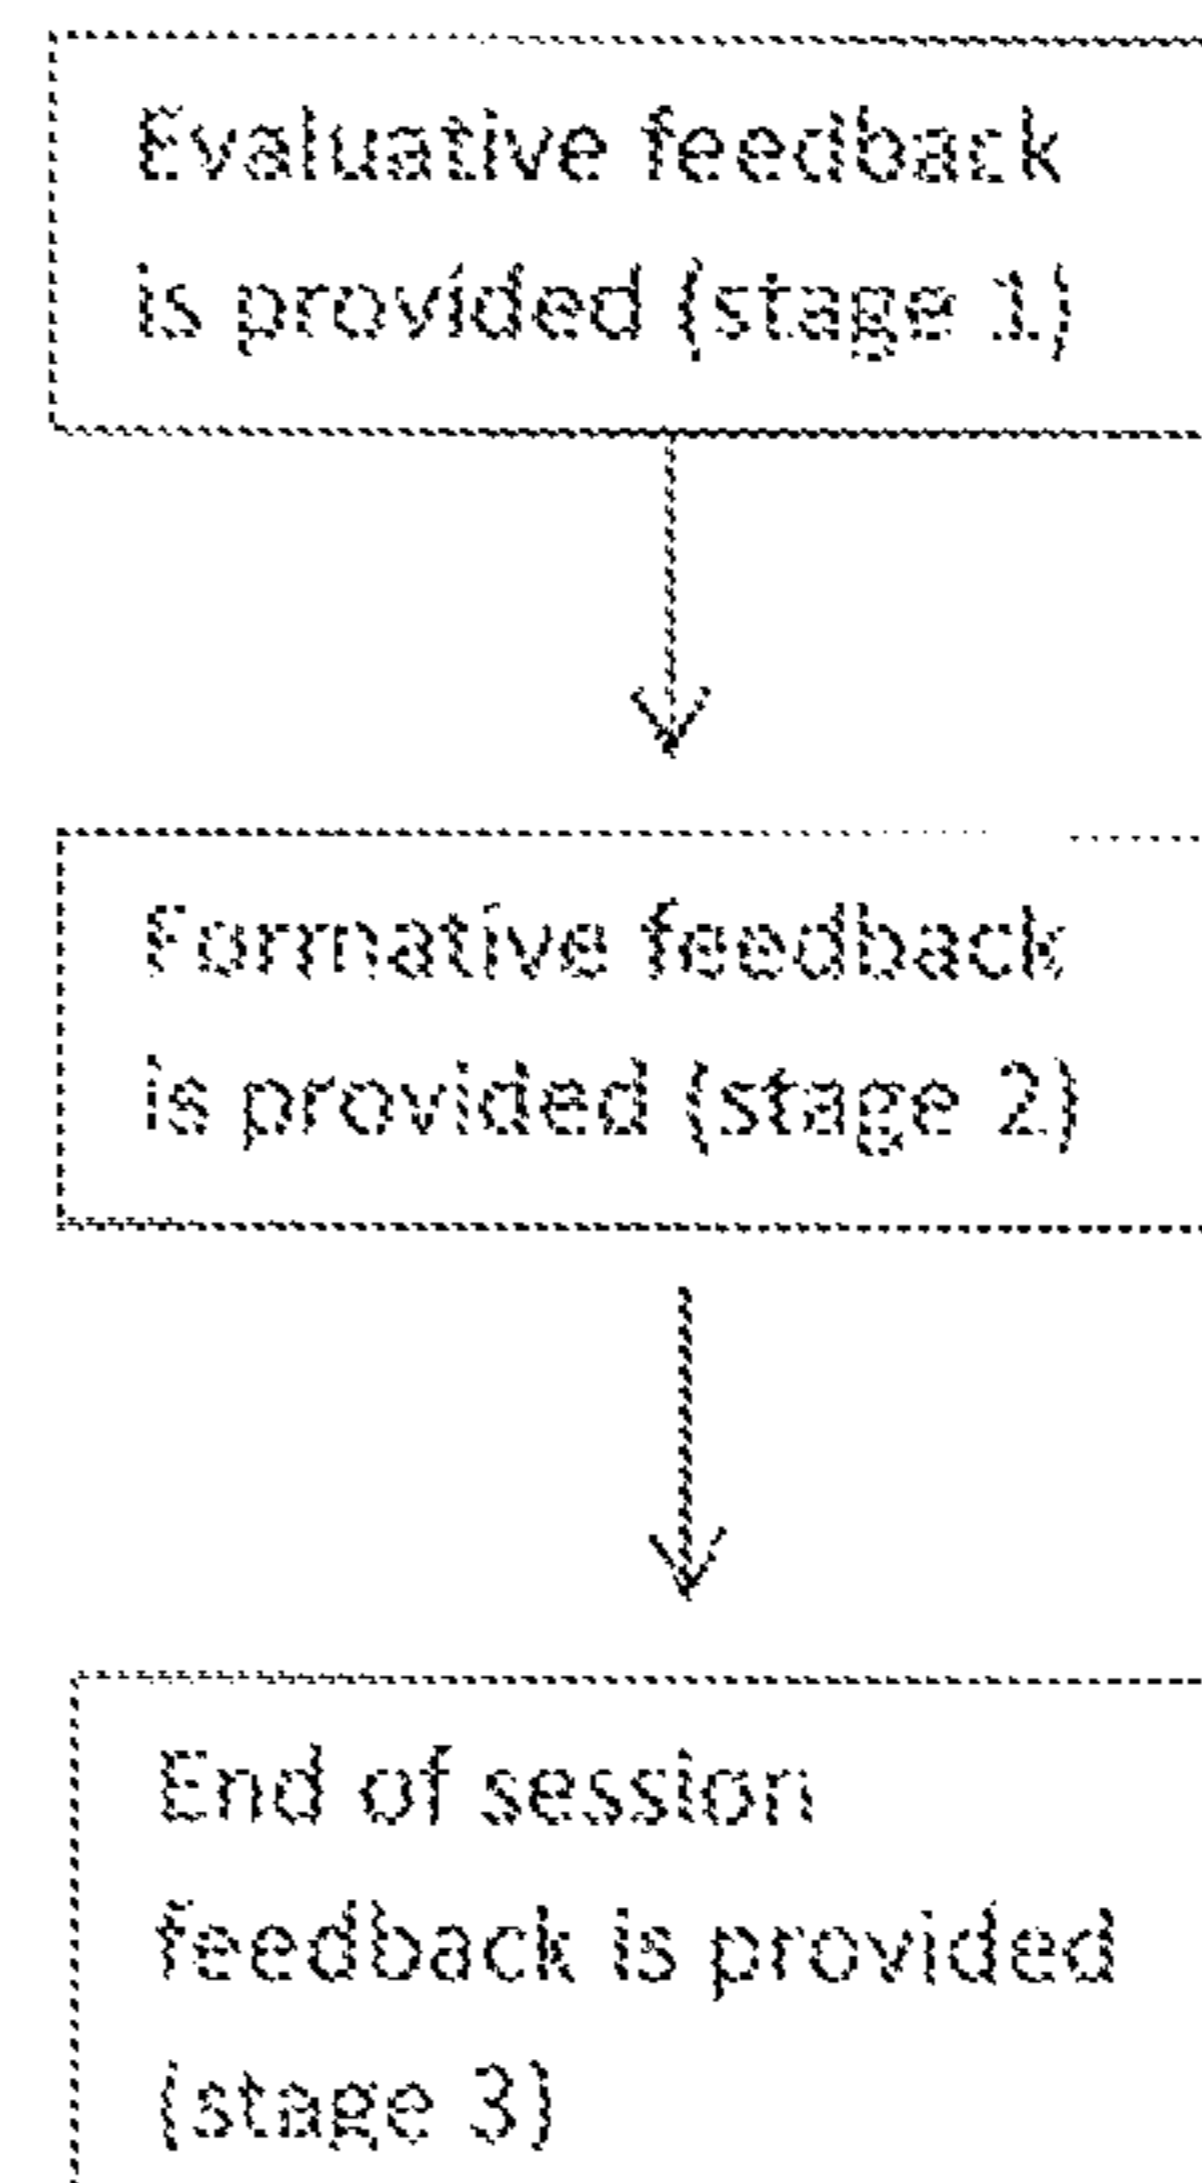 Evaluative feedback
is provided (stage 1)
Formative feedback
is provided (stage 2)
End of session
feedback is provided
(stage 3)